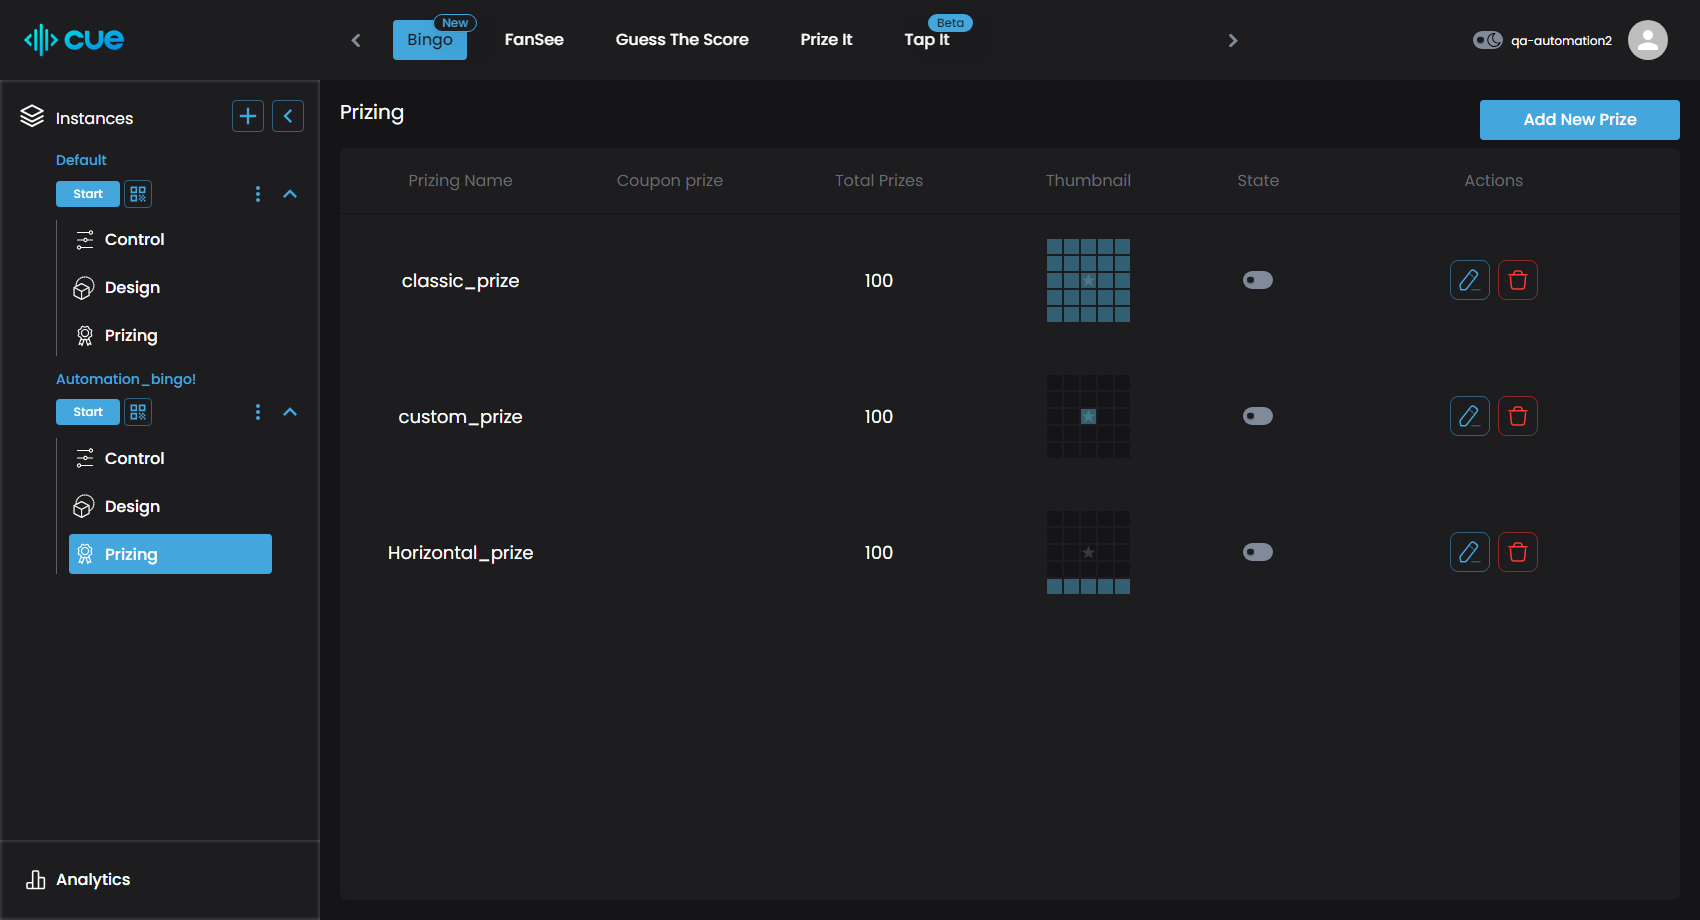 cue
Bingo
New
FanSee
Guess The Score
Prize It
Tap It
Beta
qa-automation2
Instances
Default
Start
Control
Design
Prizing
Automation_bingo!
Start
Control
Design
Prizing
Analytics
Prizing
Add New Prize
Prizing Name Coupon prize Total Prizes Thumbnail State Actions
classic_prize 100
custom_prize 100
Horizontal_prize 100